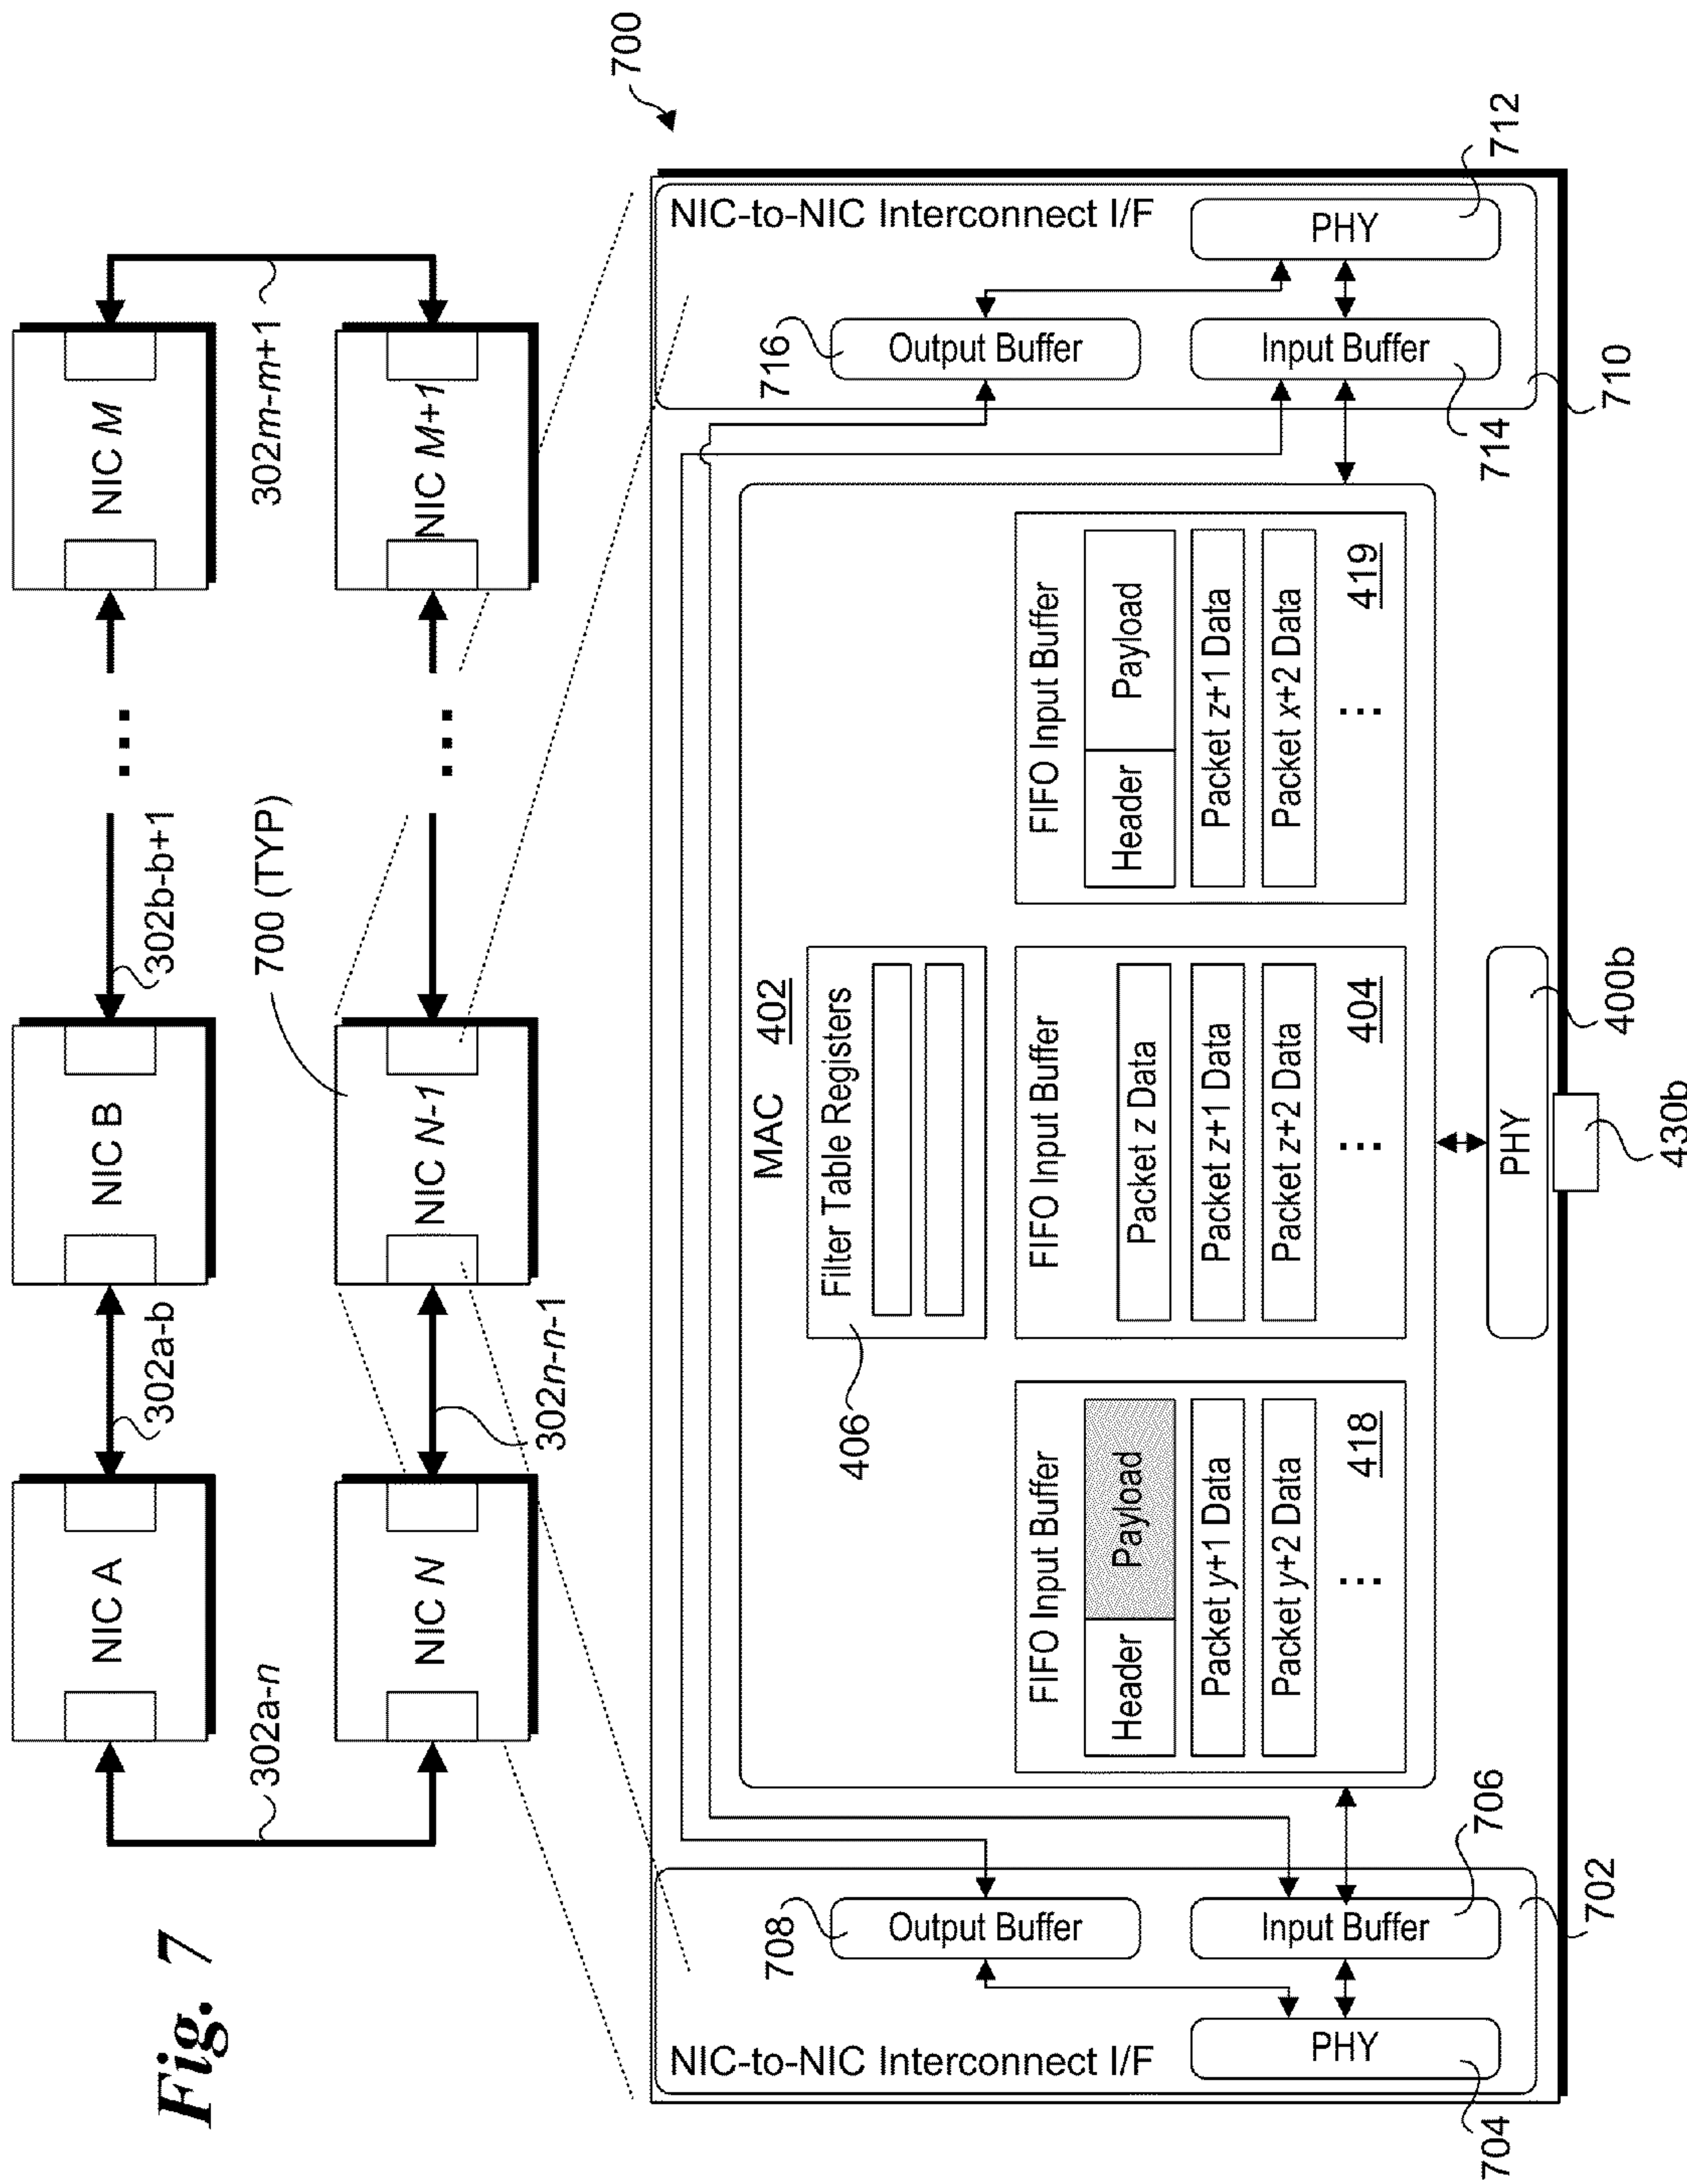 Fig. 7
302a-n
NIC A
302a-b
NIC B
302b-b+1
...
NIC M
302m-m+1
NIC N
302n-n-1
NIC N-1
700 (TYP)
...
NIC M+1
700
NIC-to-NIC Interconnect I/F
708
Output Buffer
PHY
704
Input Buffer
706
702
MAC 402
Filter Table Registers
406
FIFO Input Buffer
Header
Payload
Packet y+1 Data
Packet y+2 Data
...
418
FIFO Input Buffer
Packet z Data
Packet z+1 Data
Packet z+2 Data
...
404
FIFO Input Buffer
Header
Payload
Packet z+1 Data
Packet x+2 Data
...
419
PHY
400b
430b
NIC-to-NIC Interconnect I/F
716
Output Buffer
PHY
712
Input Buffer
714
710